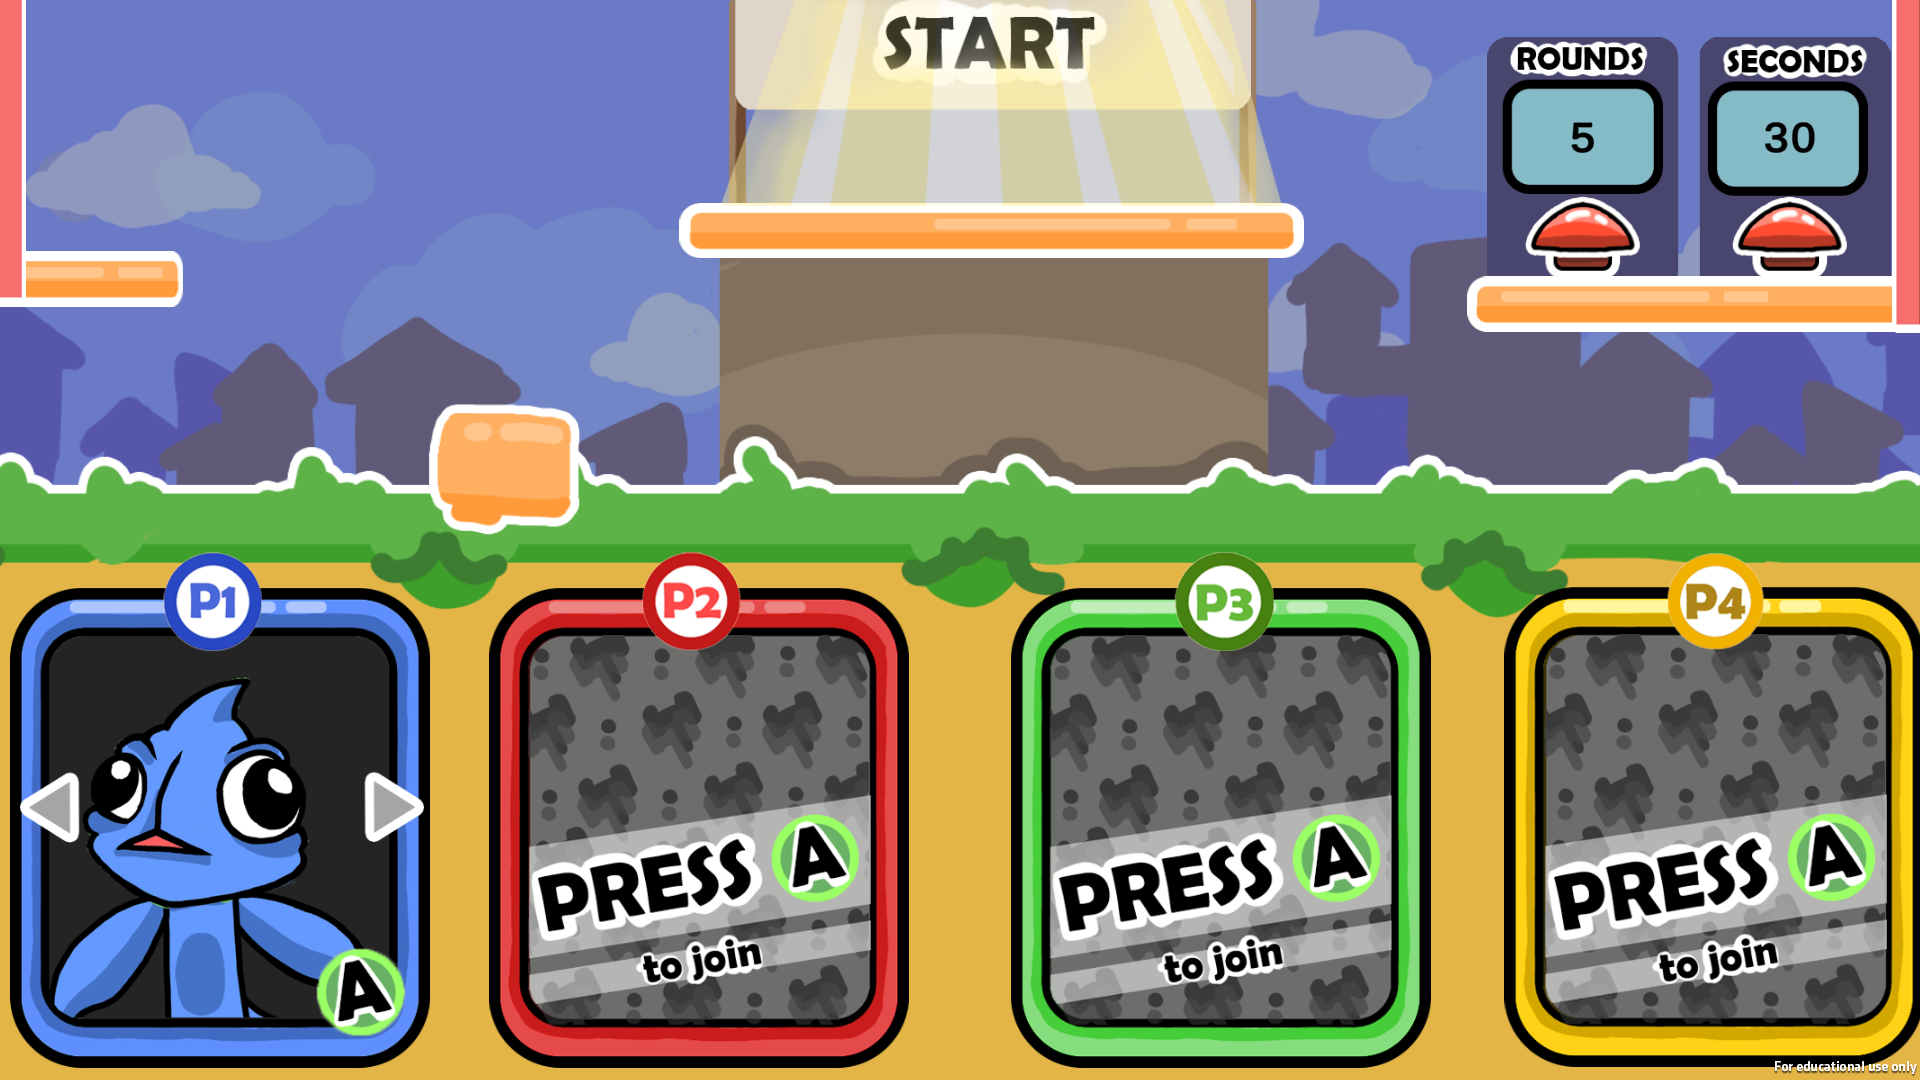 START
ROUNDS
SECONDS
5
30
P1
P2
P3
P4
PRESS A
to join
PRESS A
to join
PRESS A
to join
A
For educational use only